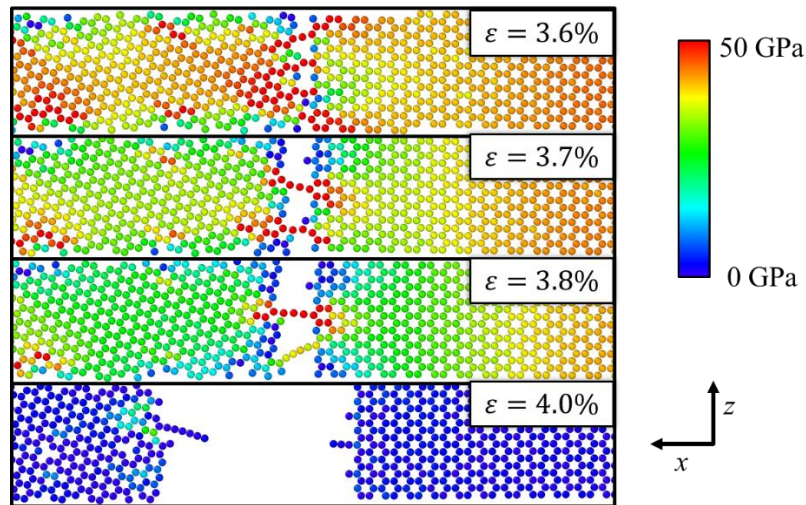 ε = 3.6%
ε = 3.7%
ε = 3.8%
ε = 4.0%
50 GPa
0 GPa
z
x